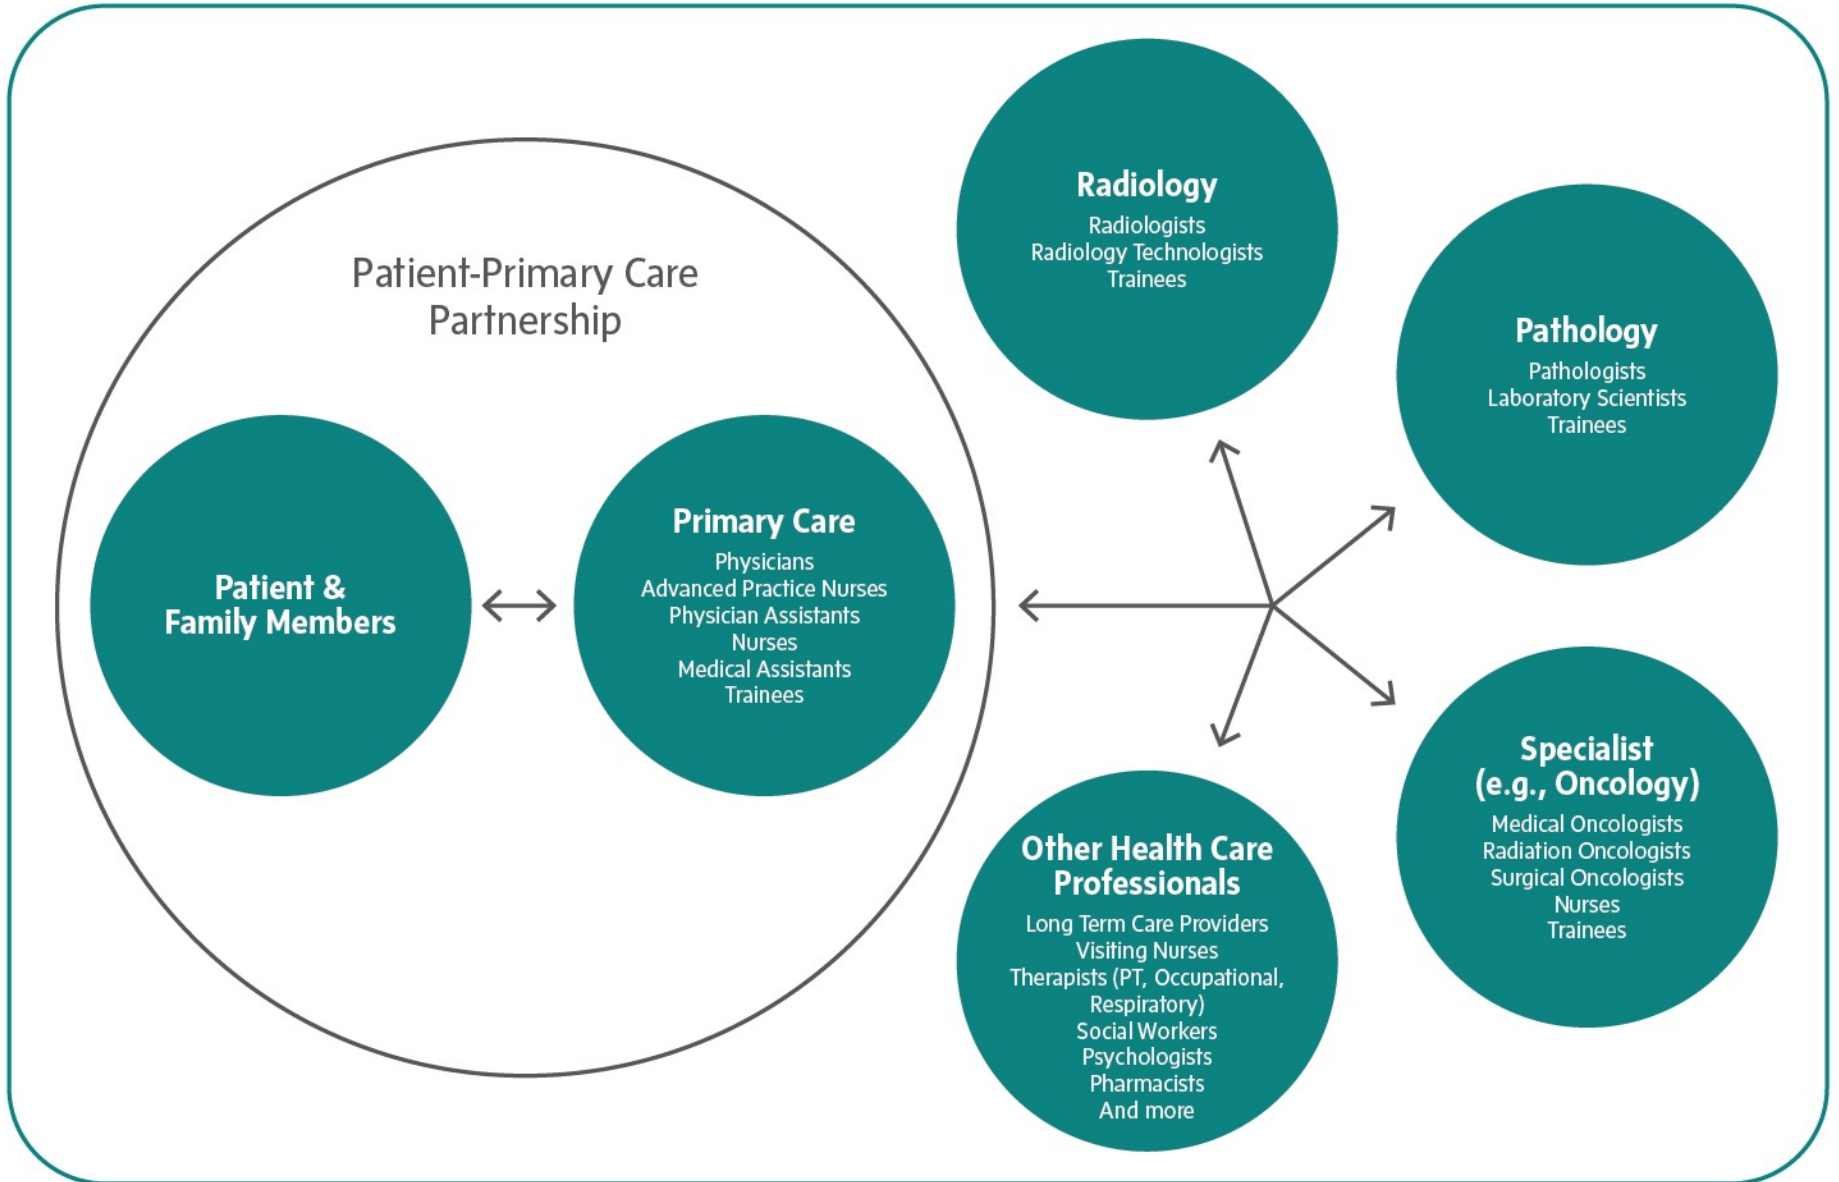 Patient-Primary Care
Partnership
Patient &
Family Members
Primary Care
Physicians
Advanced Practice Nurses
Physician Assistants
Nurses
Medical Assistants
Trainees
Radiology
Radiologists
Radiology Technologists
Trainees
Pathology
Pathologists
Laboratory Scientists
Trainees
Specialist
(e.g., Oncology)
Medical Oncologists
Radiation Oncologists
Surgical Oncologists
Nurses
Trainees
Other Health Care
Professionals
Long Term Care Providers
Visiting Nurses
Therapists (PT, Occupational,
Respiratory)
Social Workers
Psychologists
Pharmacists
And more